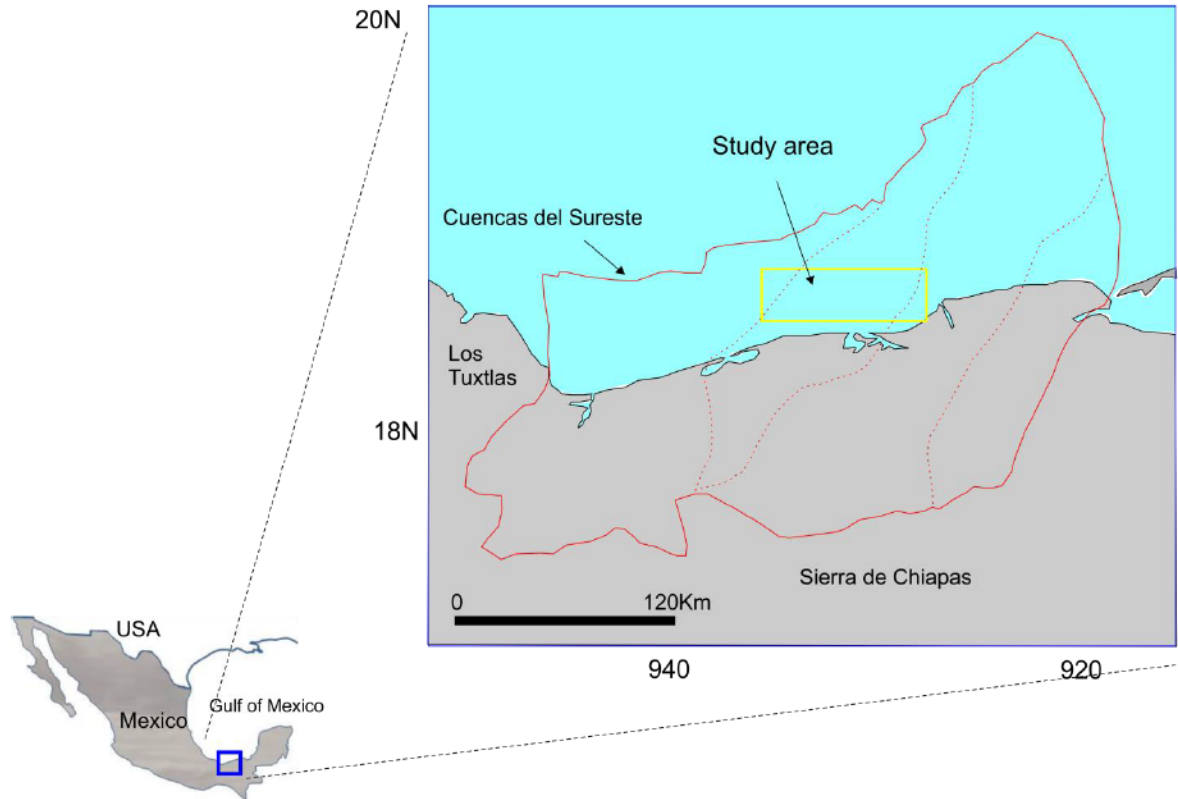 20N
Study area
Cuencas del Sureste
Los
Tuxtlas
18N
Sierra de Chiapas
0 120Km
940 920
USA
Gulf of Mexico
Mexico